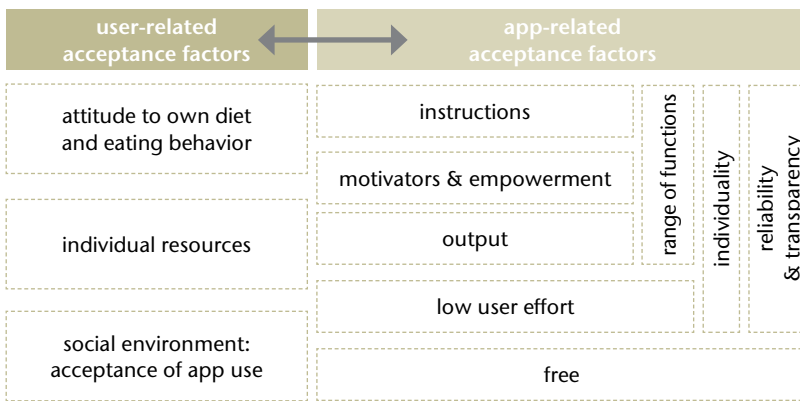 user-related
acceptance factors
app-related
acceptance factors
attitude to own diet
and eating behavior
individual resources
social environment:
acceptance of app use
instructions
motivators & empowerment
output
low user effort
free
range of functions
individuality
reliability
& transparency